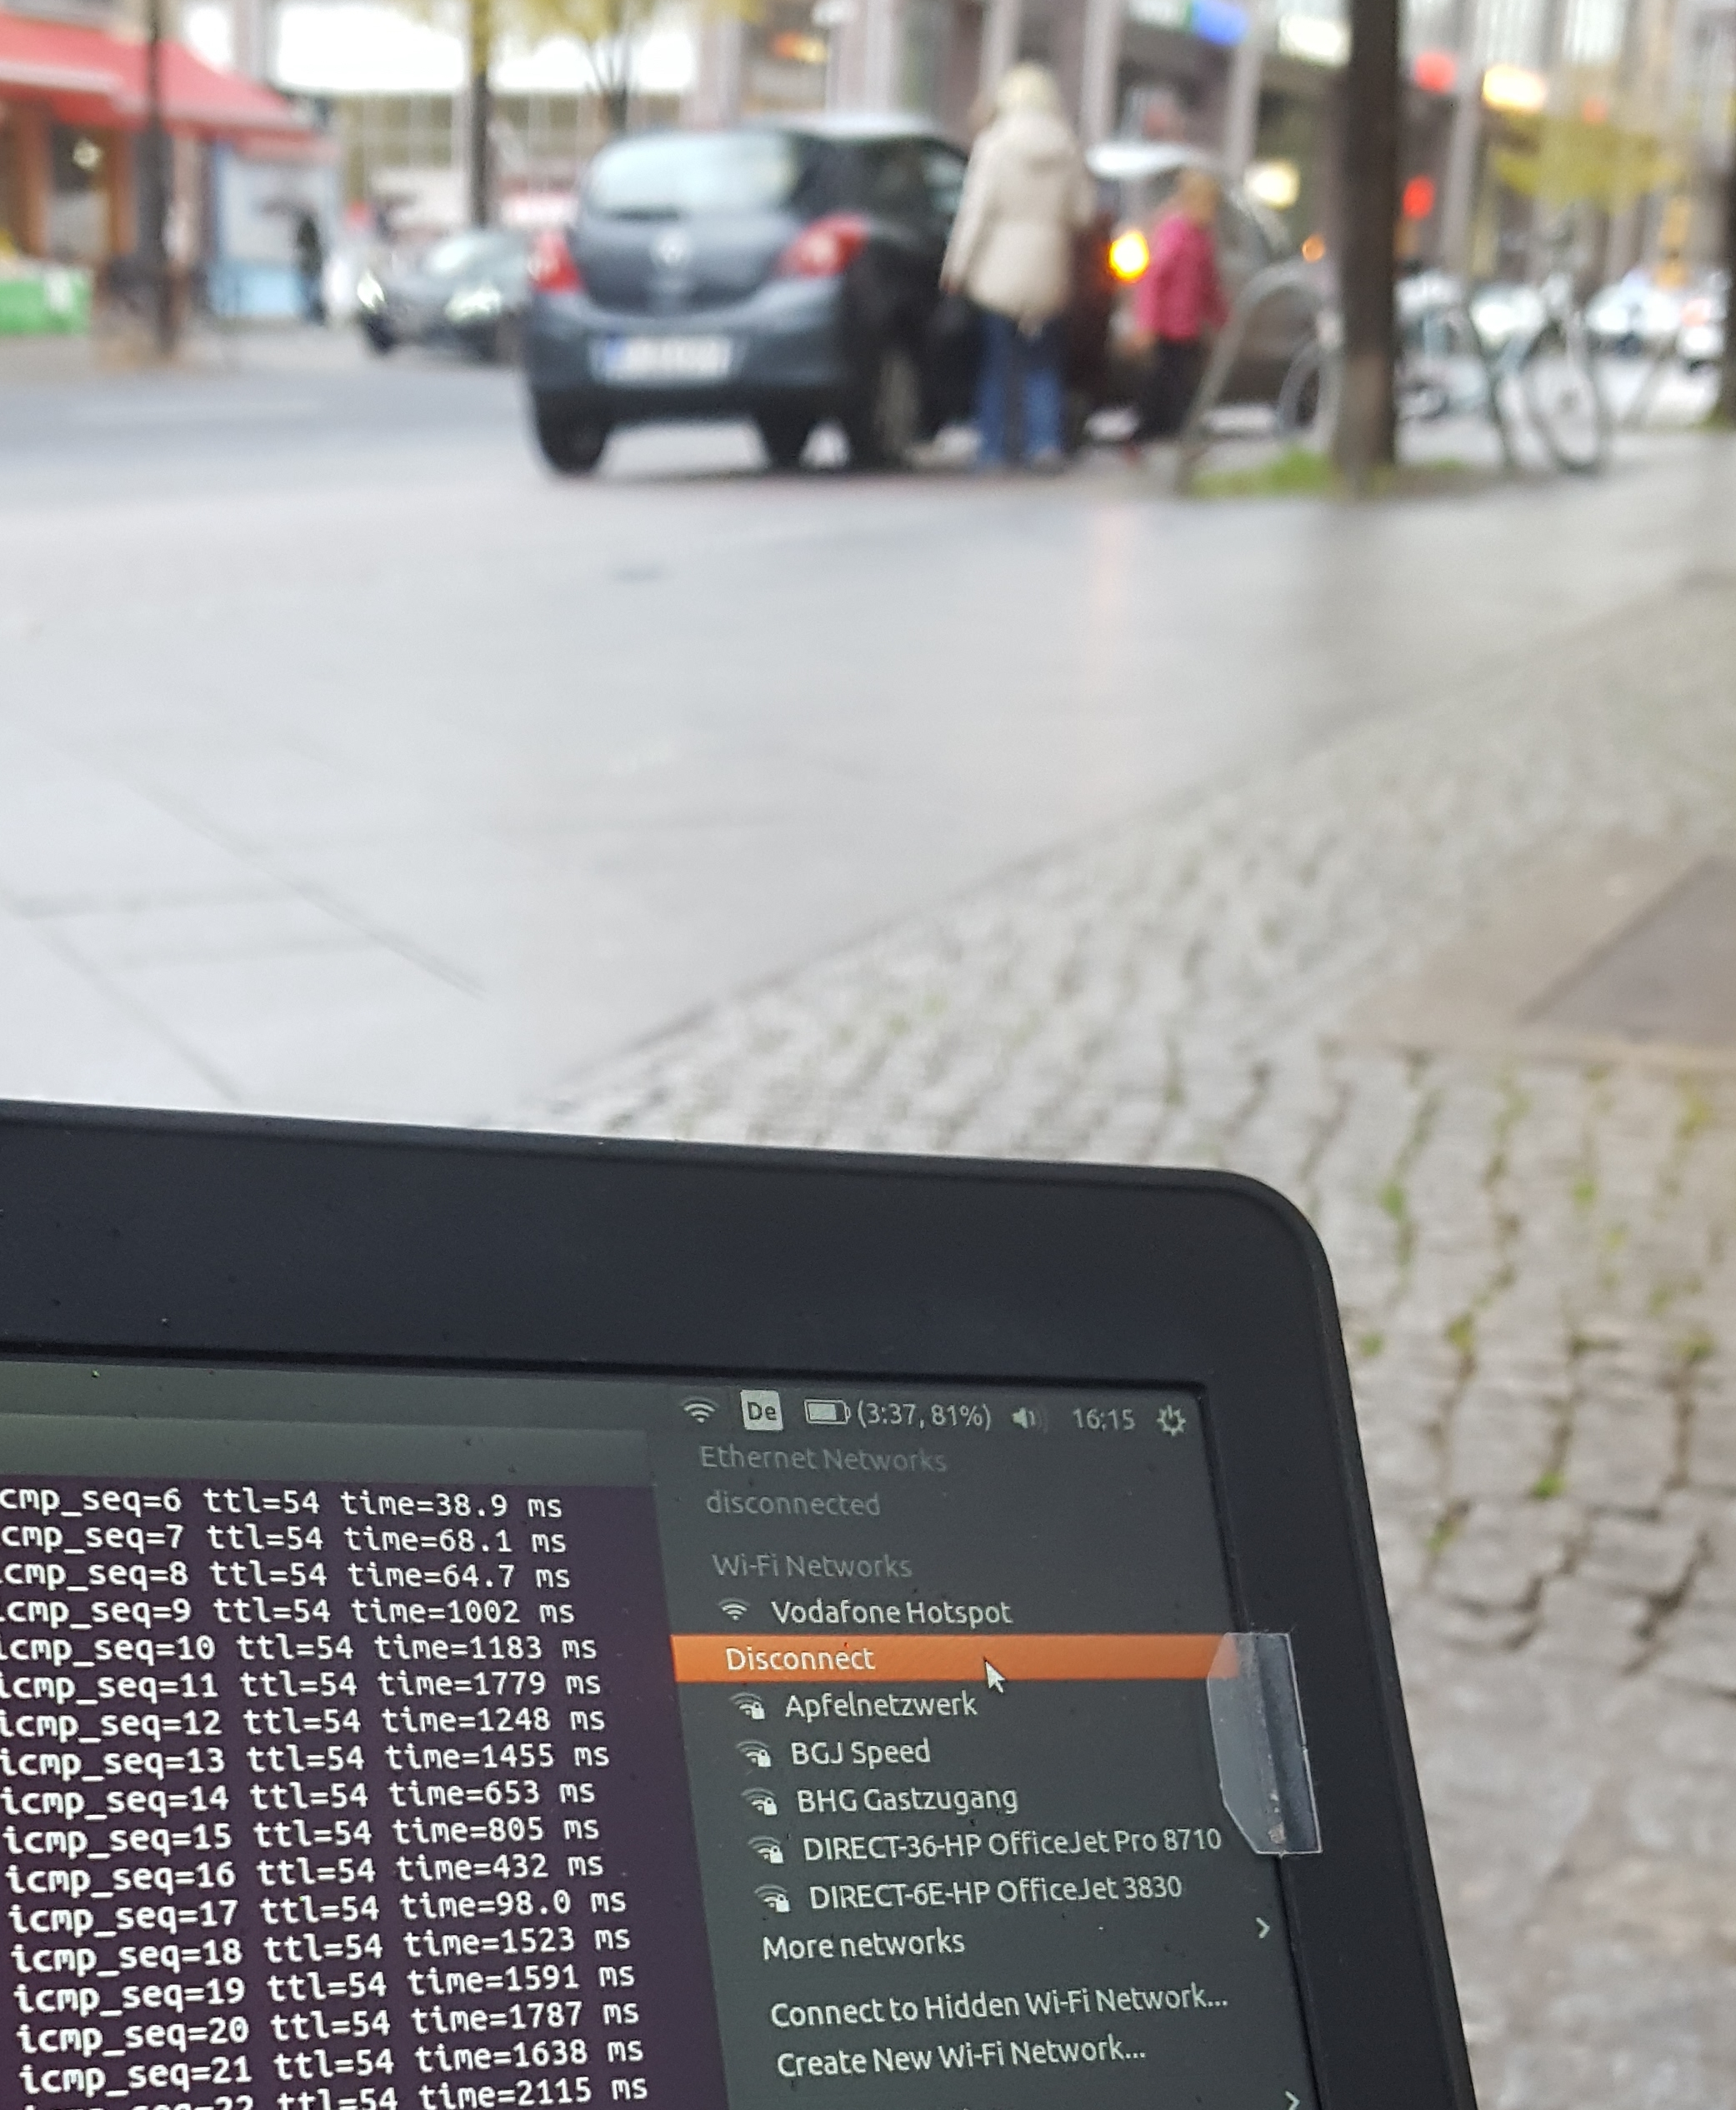 De (3:37, 81%) 16:15
Ethernet Networks
disconnected
Wi-Fi Networks
Vodafone Hotspot
Disconnect
Apfelnetzwerk
BGJ Speed
BHG Gastzugang
DIRECT-36-HP OfficeJet Pro 8710
DIRECT-6E-HP OfficeJet 3830
More networks
Connect to Hidden Wi-Fi Network...
Create New Wi-Fi Network...
cmp_seq=6 ttl=54 time=38.9 ms
cmp_seq=7 ttl=54 time=68.1 ms
cmp_seq=8 ttl=54 time=64.7 ms
cmp_seq=9 ttl=54 time=1002 ms
icmp_seq=10 ttl=54 time=1183 ms
icmp_seq=11 ttl=54 time=1779 ms
icmp_seq=12 ttl=54 time=1248 ms
icmp_seq=13 ttl=54 time=1455 ms
icmp_seq=14 ttl=54 time=653 ms
icmp_seq=15 ttl=54 time=805 ms
icmp_seq=16 ttl=54 time=432 ms
icmp_seq=17 ttl=54 time=98.0 ms
icmp_seq=18 ttl=54 time=1523 ms
icmp_seq=19 ttl=54 time=1591 ms
icmp_seq=20 ttl=54 time=1787 ms
icmp_seq=21 ttl=54 time=1638 ms
icmp_seq=22 ttl=54 time=2115 ms